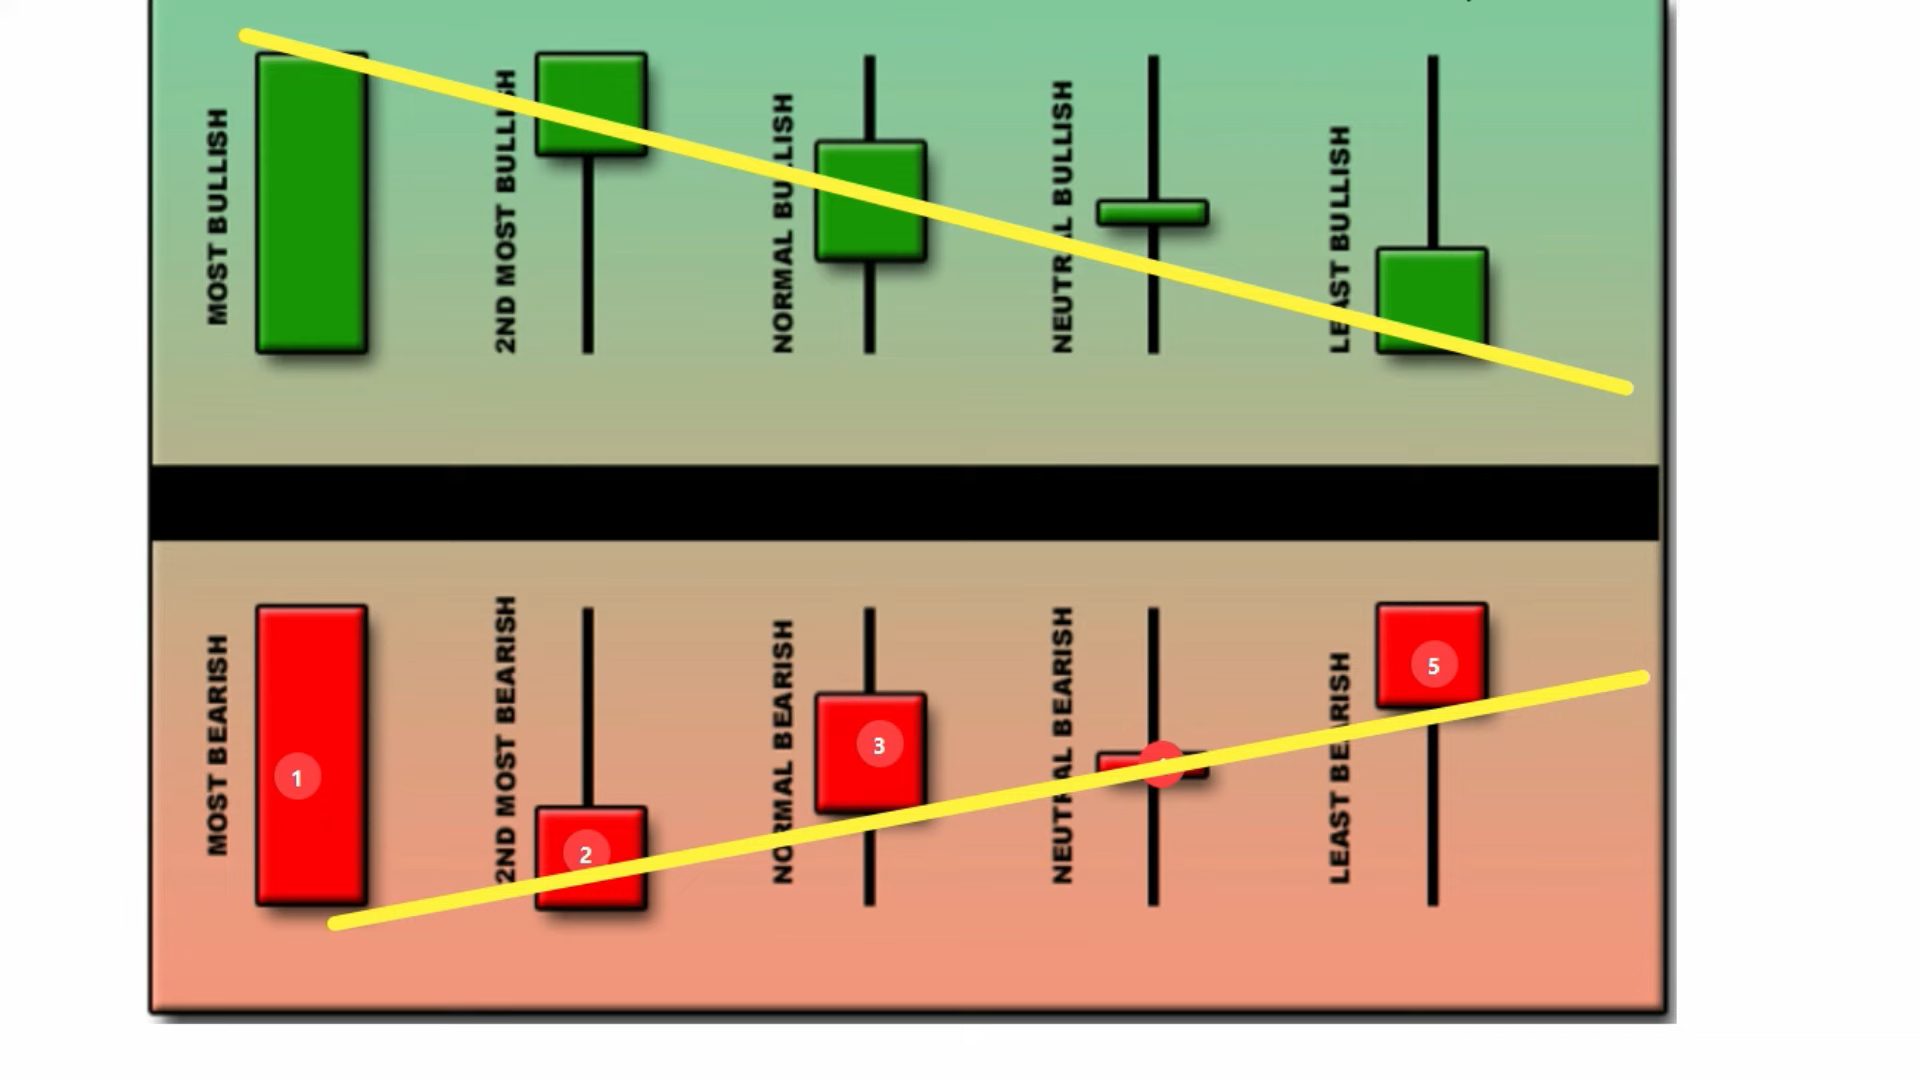 MOST BULLISH
2ND MOST BULLISH
NORMAL BULLISH
NEUTRAL BULLISH
LEAST BULLISH
MOST BEARISH
1
2ND MOST BEARISH
2
NORMAL BEARISH
3
NEUTRAL BEARISH
LEAST BEARISH
5